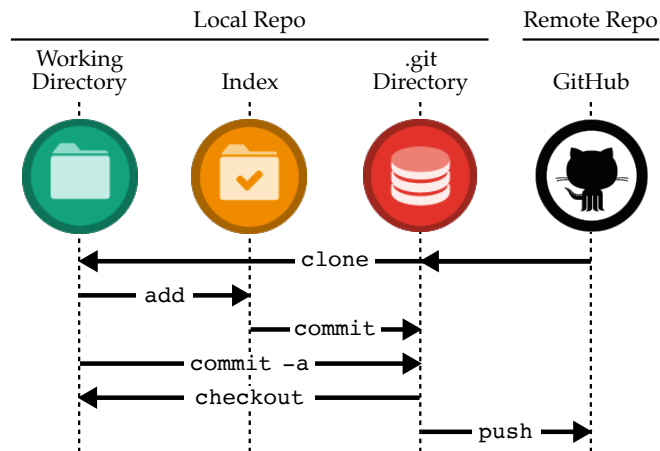 Local Repo
Remote Repo
Working
Directory
Index
.git
Directory
GitHub
clone
add
commit
commit -a
checkout
push